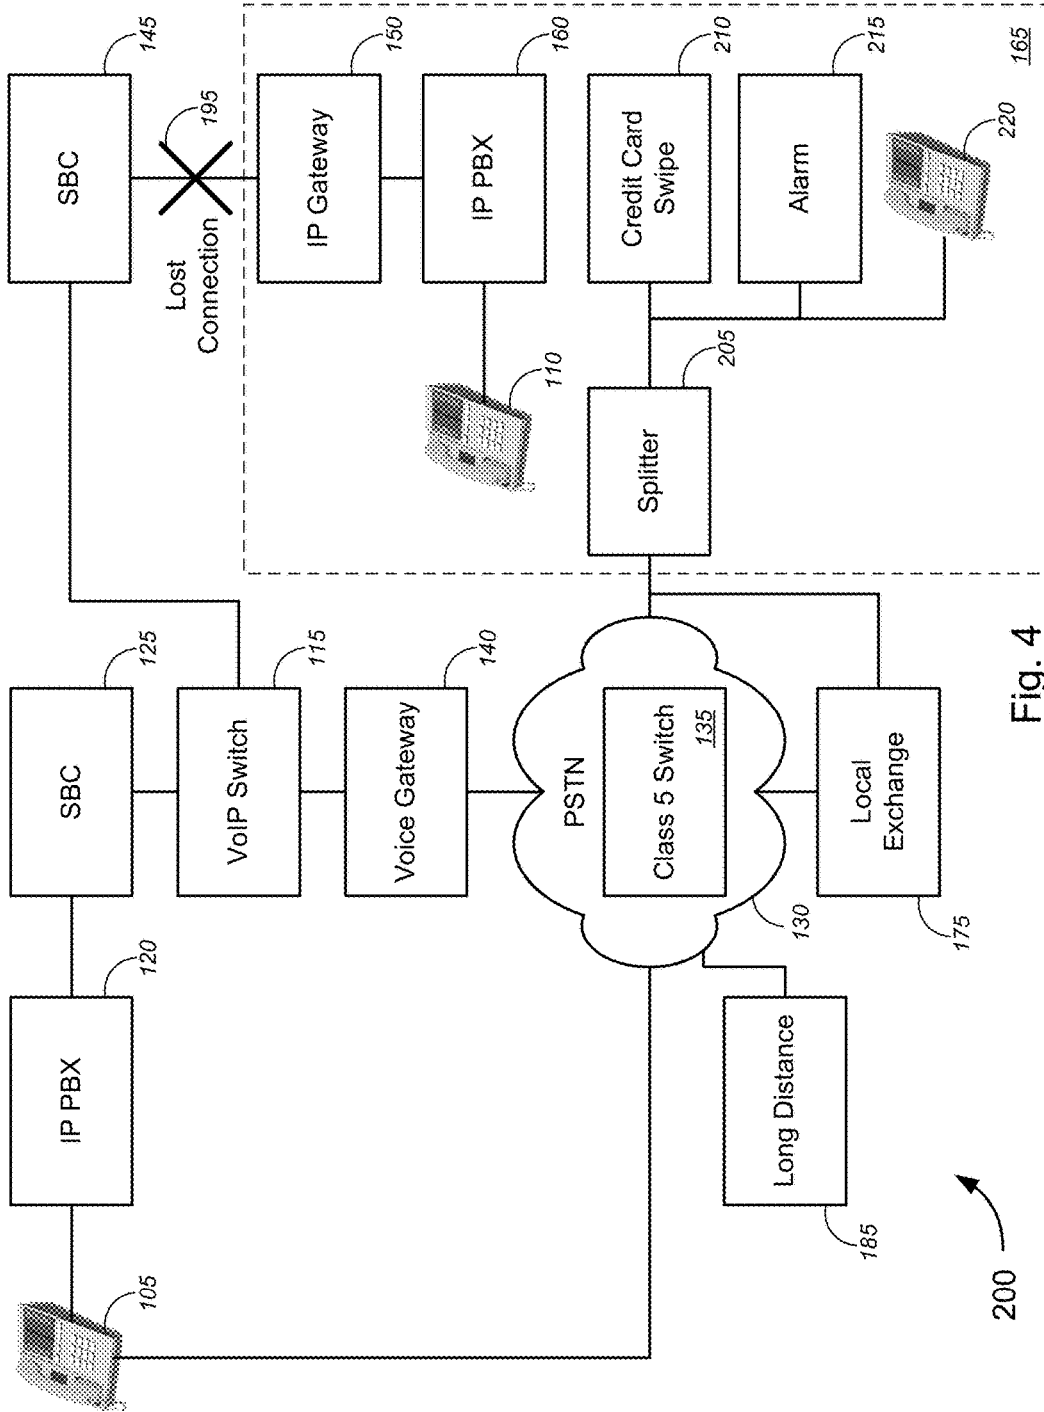 105
IP PBX
120
SBC
125
SBC
145
VoIP Switch
115
Lost
Connection
195
Voice Gateway
140
IP Gateway
150
PSTN
Class 5 Switch
135
130
110
IP PBX
160
Long Distance
185
Local
Exchange
175
Splitter
205
Credit Card
Swipe
210
Alarm
215
220
165
200
Fig. 4